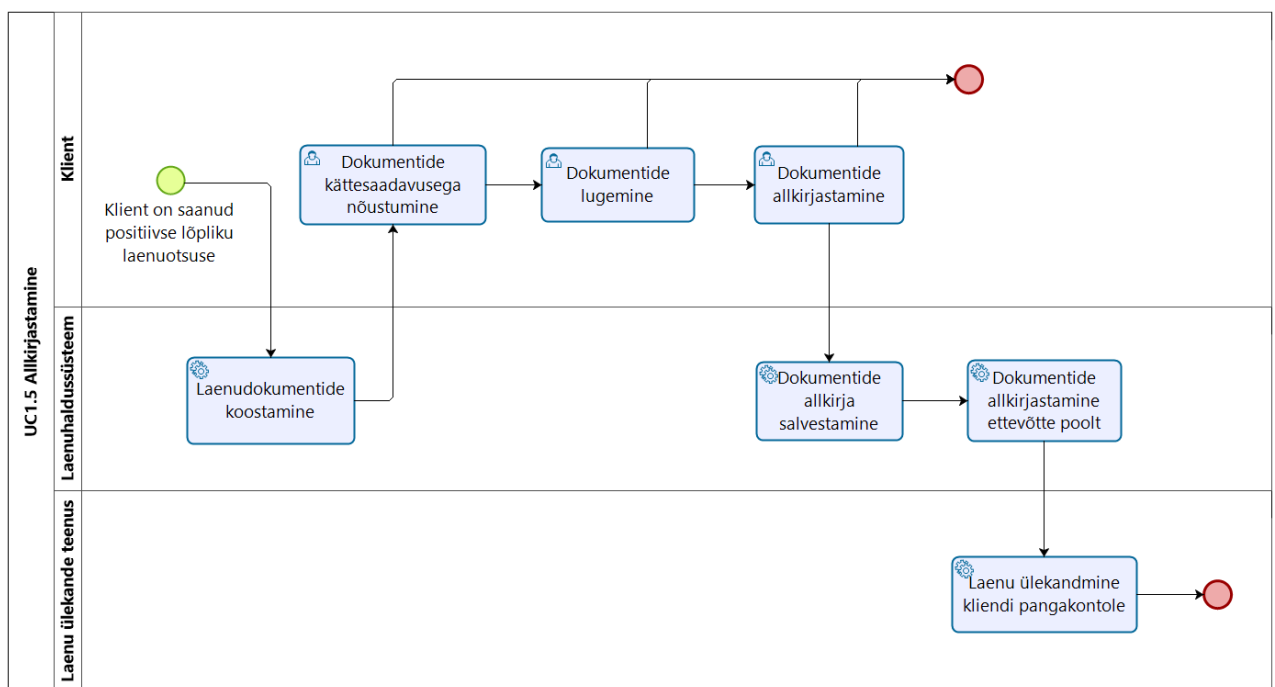 UC1.5 Allkirjastamine
Klient
Klient on saanud
positiivse lõpliku
laenuotsuse
Dokumentide
kättesaadavusega
nõustumine
Dokumentide
lugemine
Dokumentide
allkirjastamine
Laenuhaldussüsteem
Laenudokumentide
koostamine
Dokumentide
allkirja
salvestamine
Dokumentide
allkirjastamine
ettevõtte poolt
Laenu ülekande teenus
Laenu ülekandmine
kliendi pangakontole